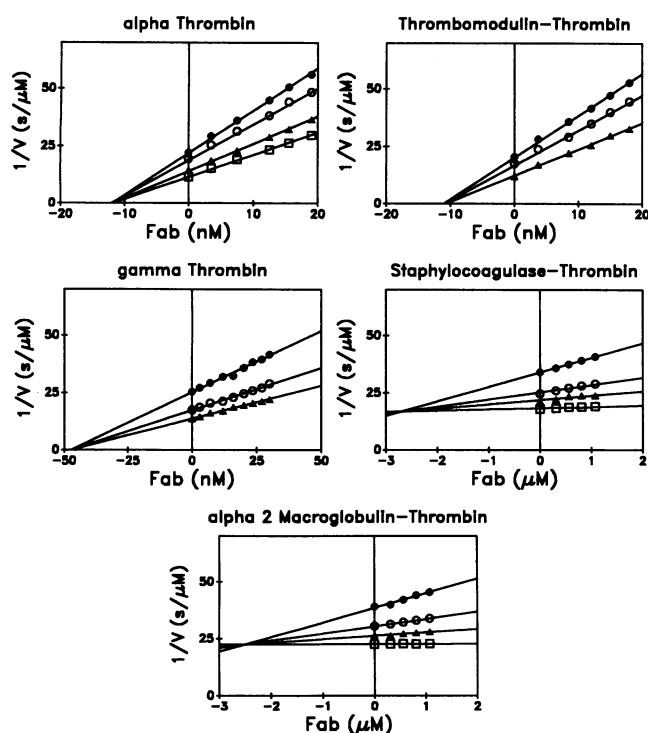 alpha Thrombin
1/V (s/μM)
50
25
0
-20 -10 0 10 20
Fab (nM)
Thrombomodulin-Thrombin
1/V (s/μM)
50
25
0
-20 -10 0 10 20
Fab (nM)
gamma Thrombin
1/V (s/μM)
50
25
0
-50 -25 0 25 50
Fab (nM)
Staphylocoagulase-Thrombin
1/V (s/μM)
50
25
0
-3 -2 -1 0 1 2
Fab (μM)
alpha 2 Macroglobulin-Thrombin
1/V (s/μM)
50
25
0
-3 -2 -1 0 1 2
Fab (μM)